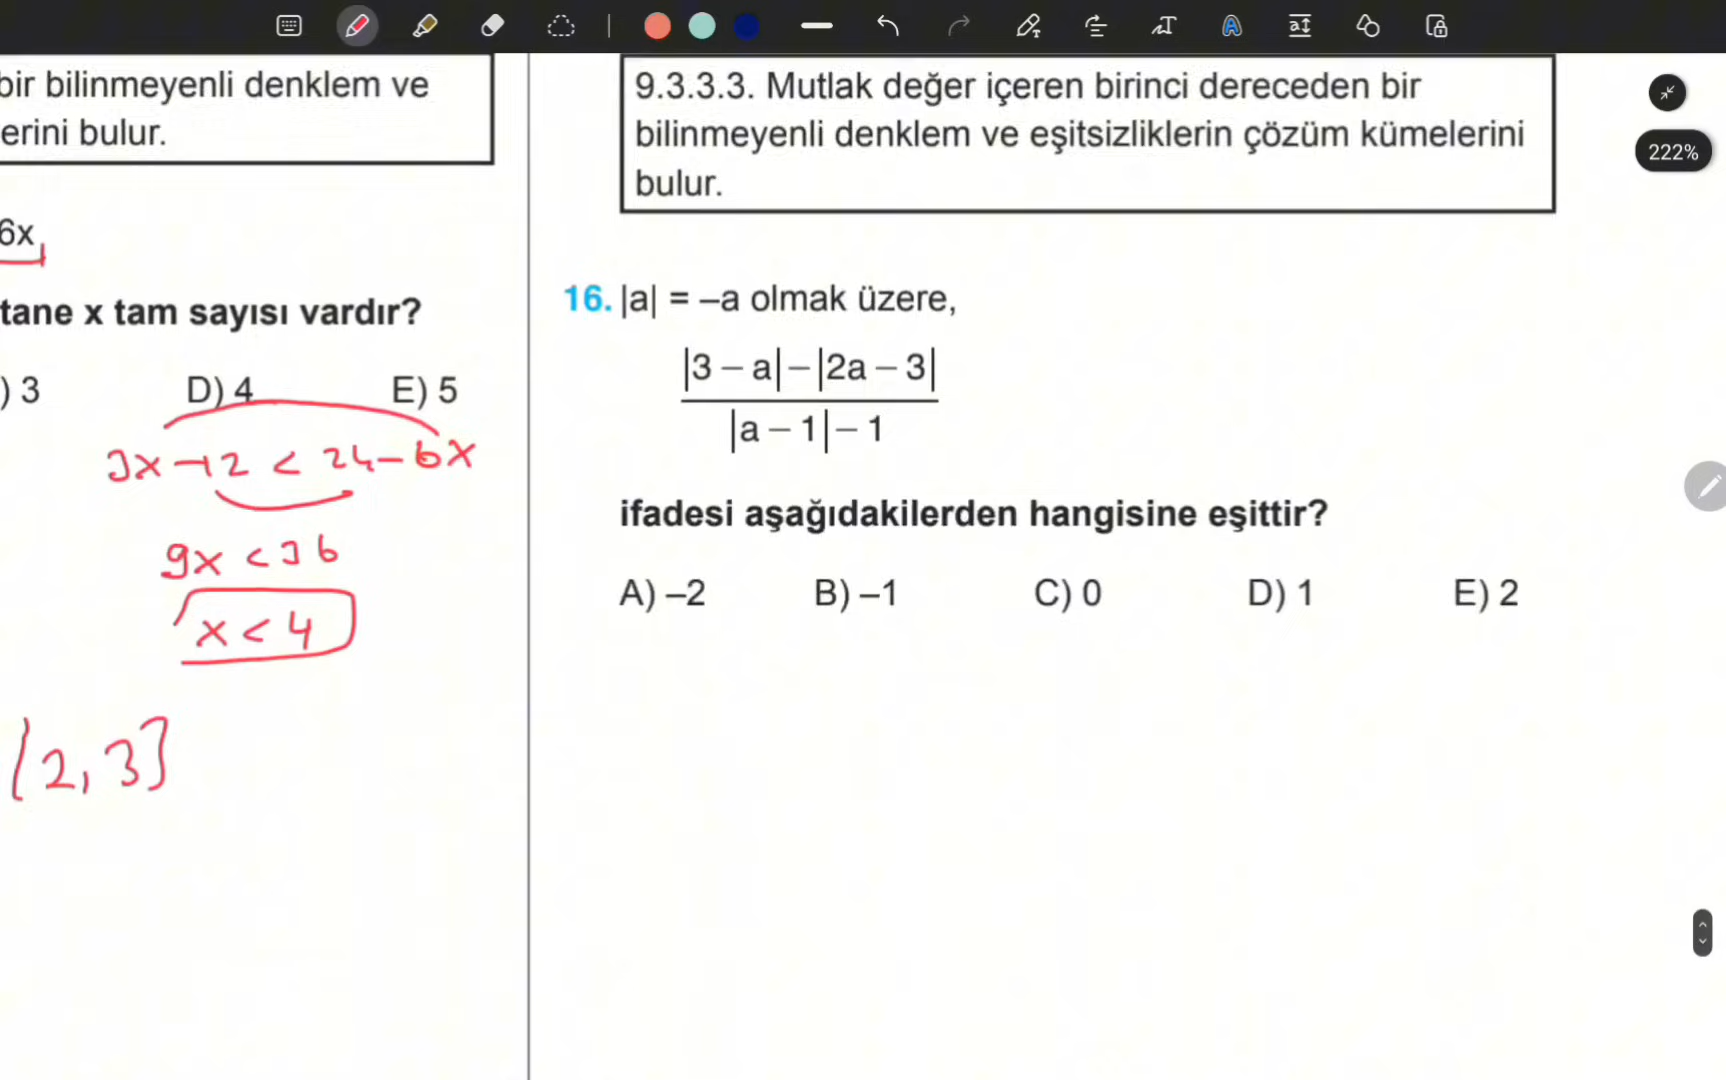 222%
bir bilinmeyenli denklem ve
erini bulur.
6x
tane x tam sayısı vardır?
) 3 D) 4 E) 5
3x - 12 < 24 - 6x
9x < 36
x < 4
[2, 3]
9.3.3.3. Mutlak değer içeren birinci dereceden bir
bilinmeyenli denklem ve eşitsizliklerin çözüm kümelerini
bulur.
16. |a| = –a olmak üzere,
|3 – a| – |2a – 3|
|a – 1| – 1
ifadesi aşağıdakilerden hangisine eşittir?
A) –2 B) –1 C) 0 D) 1 E) 2